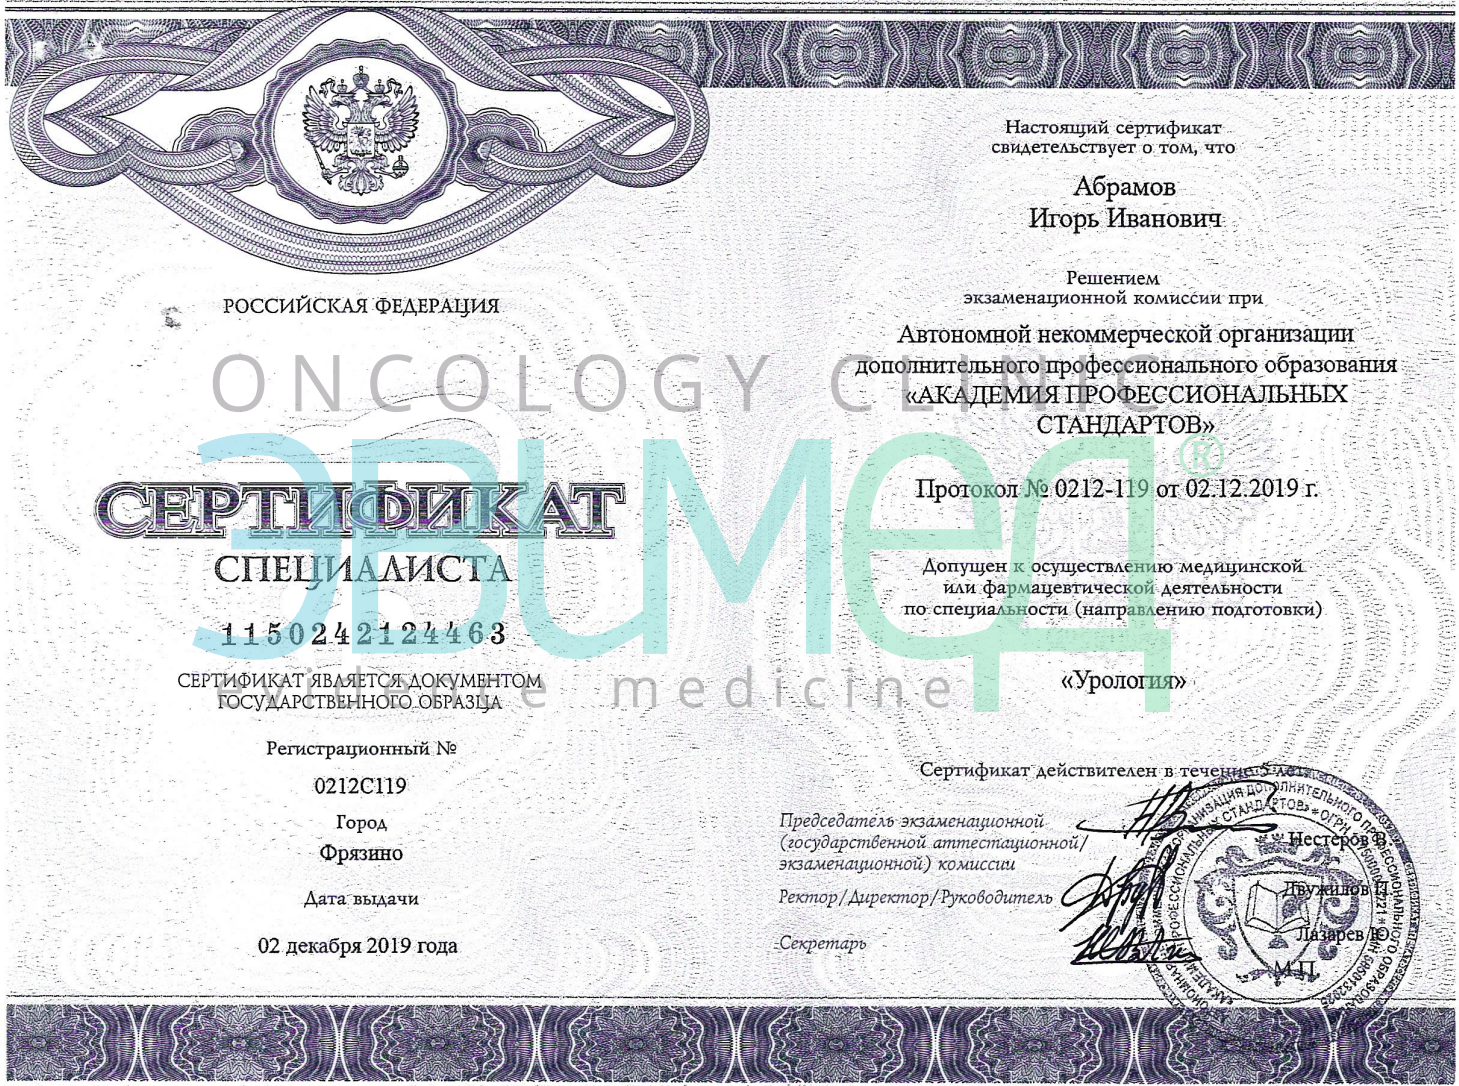 РОССИЙСКАЯ ФЕДЕРАЦИЯ
СЕРТИФИКАТ
СПЕЦИАЛИСТА
1150242124463
СЕРТИФИКАТ ЯВЛЯЕТСЯ ДОКУМЕНТОМ
ГОСУДАРСТВЕННОГО ОБРАЗЦА
Регистрационный №
0212С119
Город
Фрязино
Дата выдачи
02 декабря 2019 года
Настоящий сертификат
свидетельствует о том, что
Абрамов
Игорь Иванович
Решением
экзаменационной комиссии при
Автономной некоммерческой организации
дополнительного профессионального образования
«АКАДЕМИЯ ПРОФЕССИОНАЛЬНЫХ
СТАНДАРТОВ»
Протокол № 0212-119 от 02.12.2019 г.
Допущен к осуществлению медицинской
или фармацевтической деятельности
по специальности (направлению подготовки)
«Урология»
Сертификат действителен в течение 5 лет
Председатель экзаменационной
(государственной аттестационной/
экзаменационной) комиссии
Нестеров В.
Ректор/Директор/Руководитель
Двужилов П.
Секретарь
Лазарев Ю.
М.П.
ONCOLOGY CLINIC
ЭВИМЕД®
evidence medicine